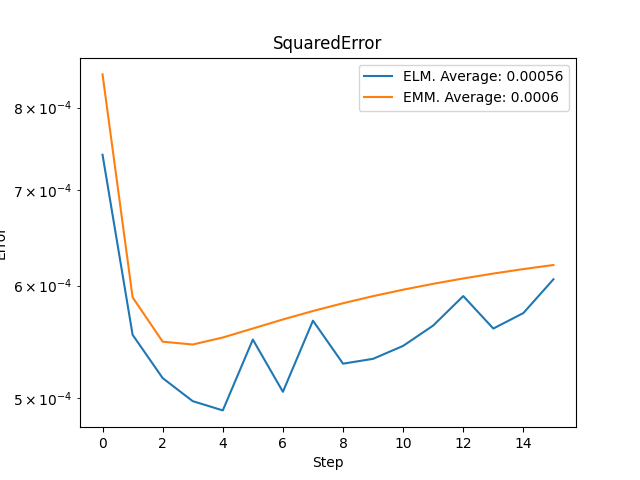 SquaredError
ELM. Average: 0.00056
EMM. Average: 0.0006
8 × 10⁻⁴
7 × 10⁻⁴
6 × 10⁻⁴
5 × 10⁻⁴
Error
0 2 4 6 8 10 12 14
Step